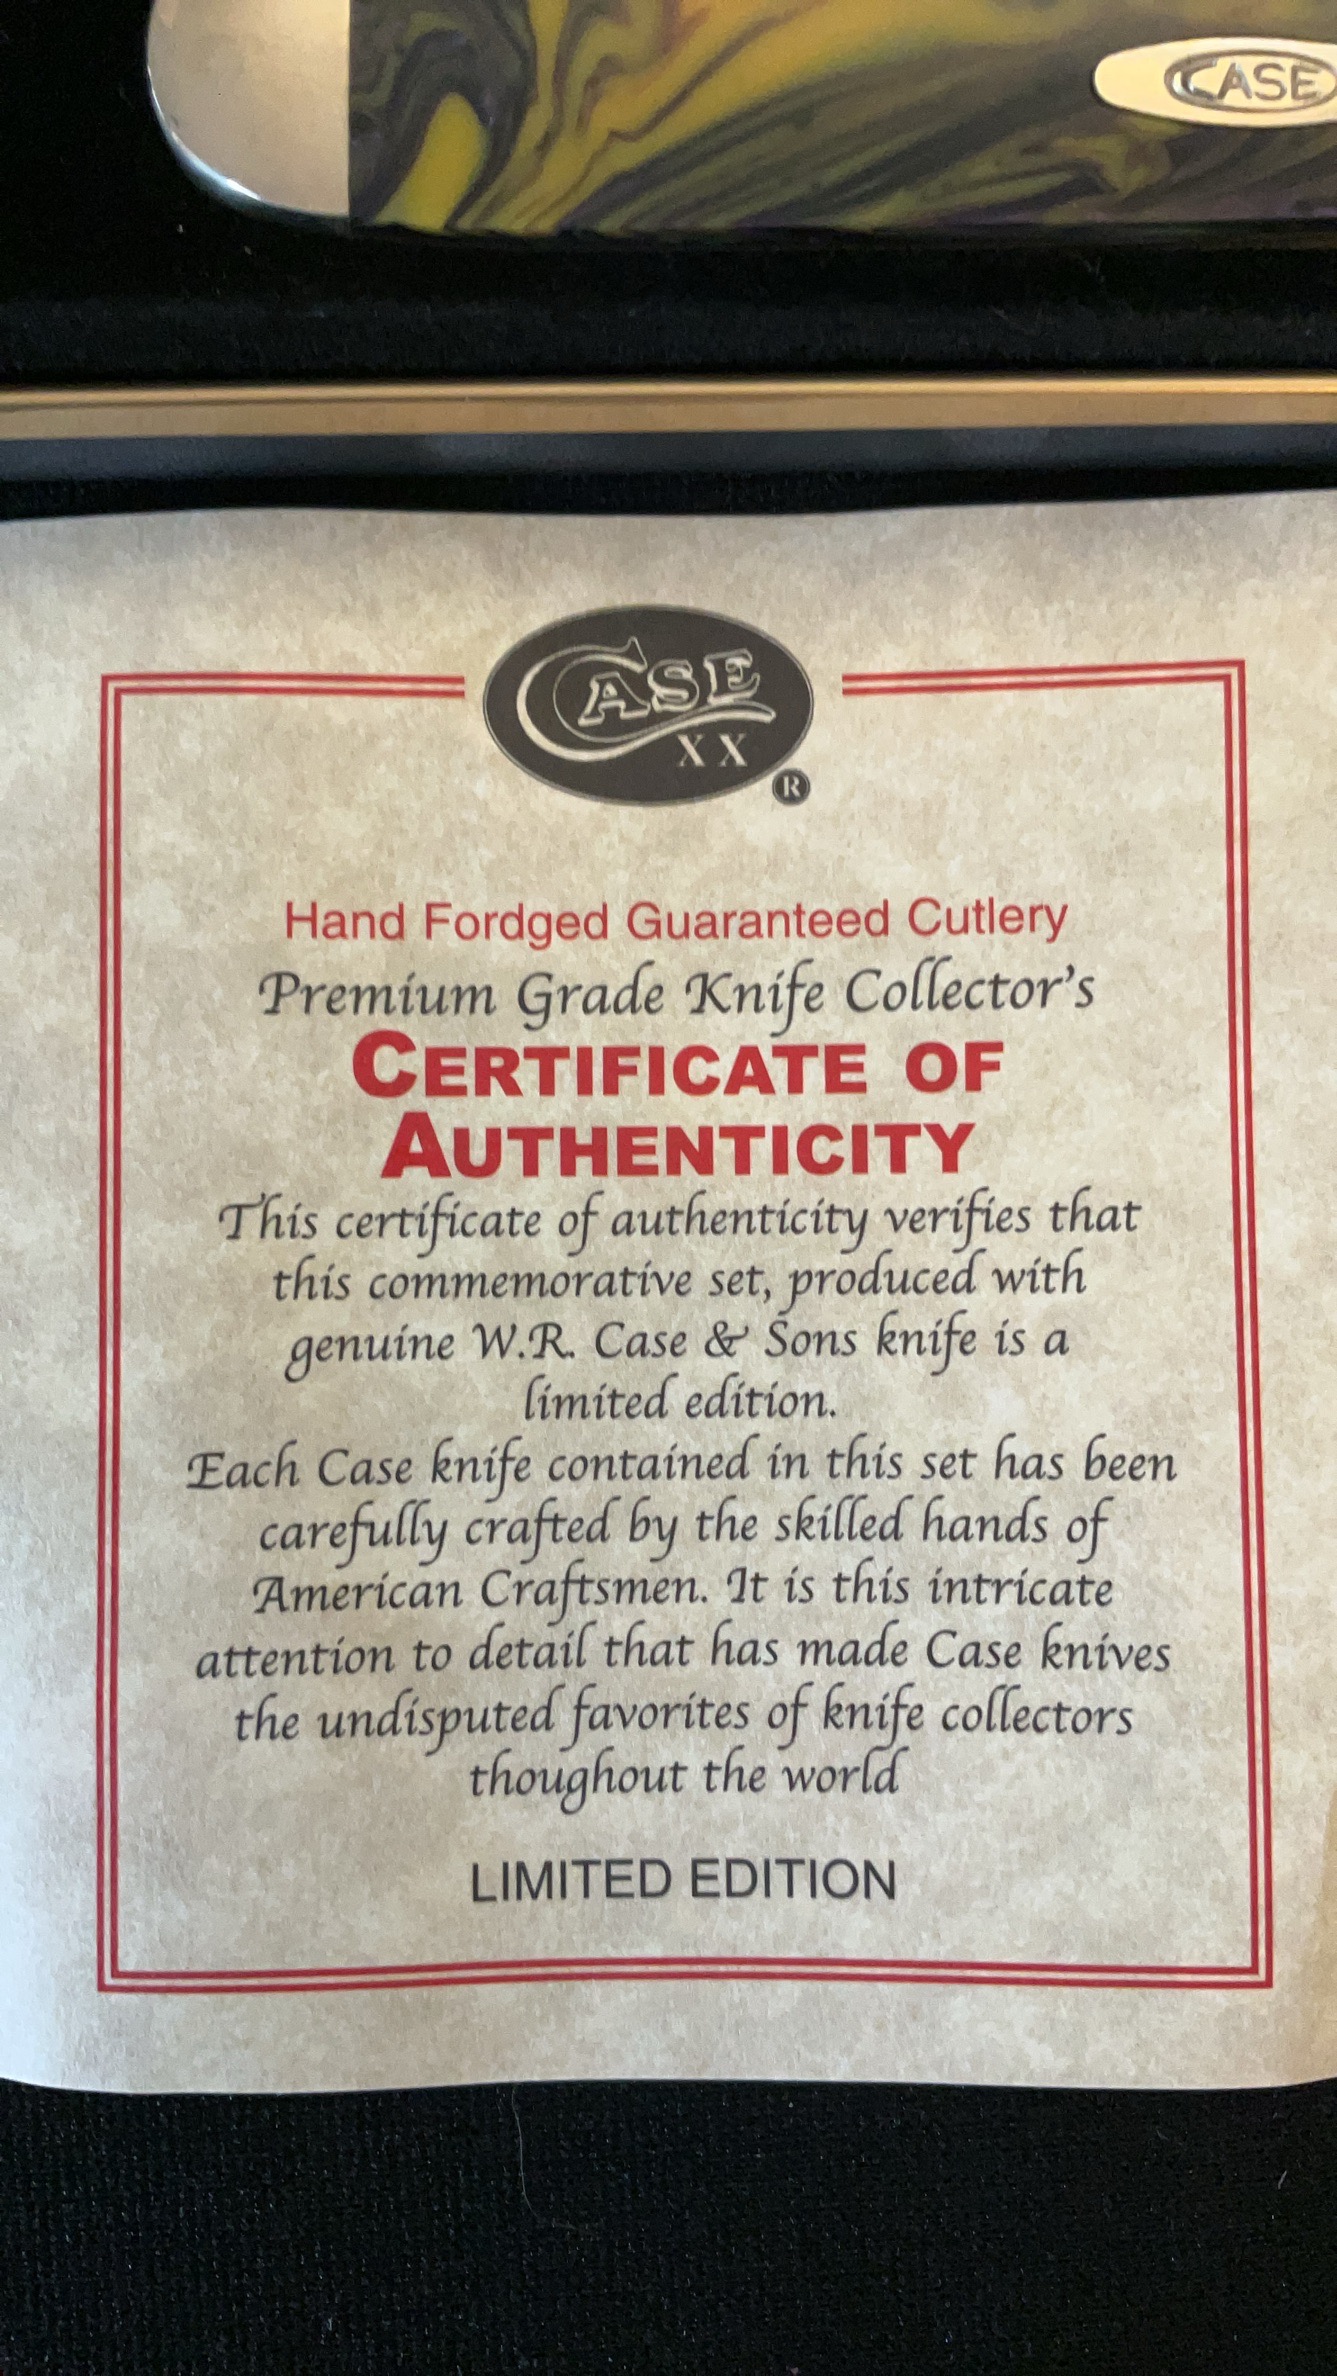 CASE
CASE
XX
®
Hand Fordged Guaranteed Cutlery
Premium Grade Knife Collector's
CERTIFICATE OF
AUTHENTICITY
This certificate of authenticity verifies that
this commemorative set, produced with
genuine W.R. Case & Sons knife is a
limited edition.
Each Case knife contained in this set has been
carefully crafted by the skilled hands of
American Craftsmen. It is this intricate
attention to detail that has made Case knives
the undisputed favorites of knife collectors
thoughout the world
LIMITED EDITION